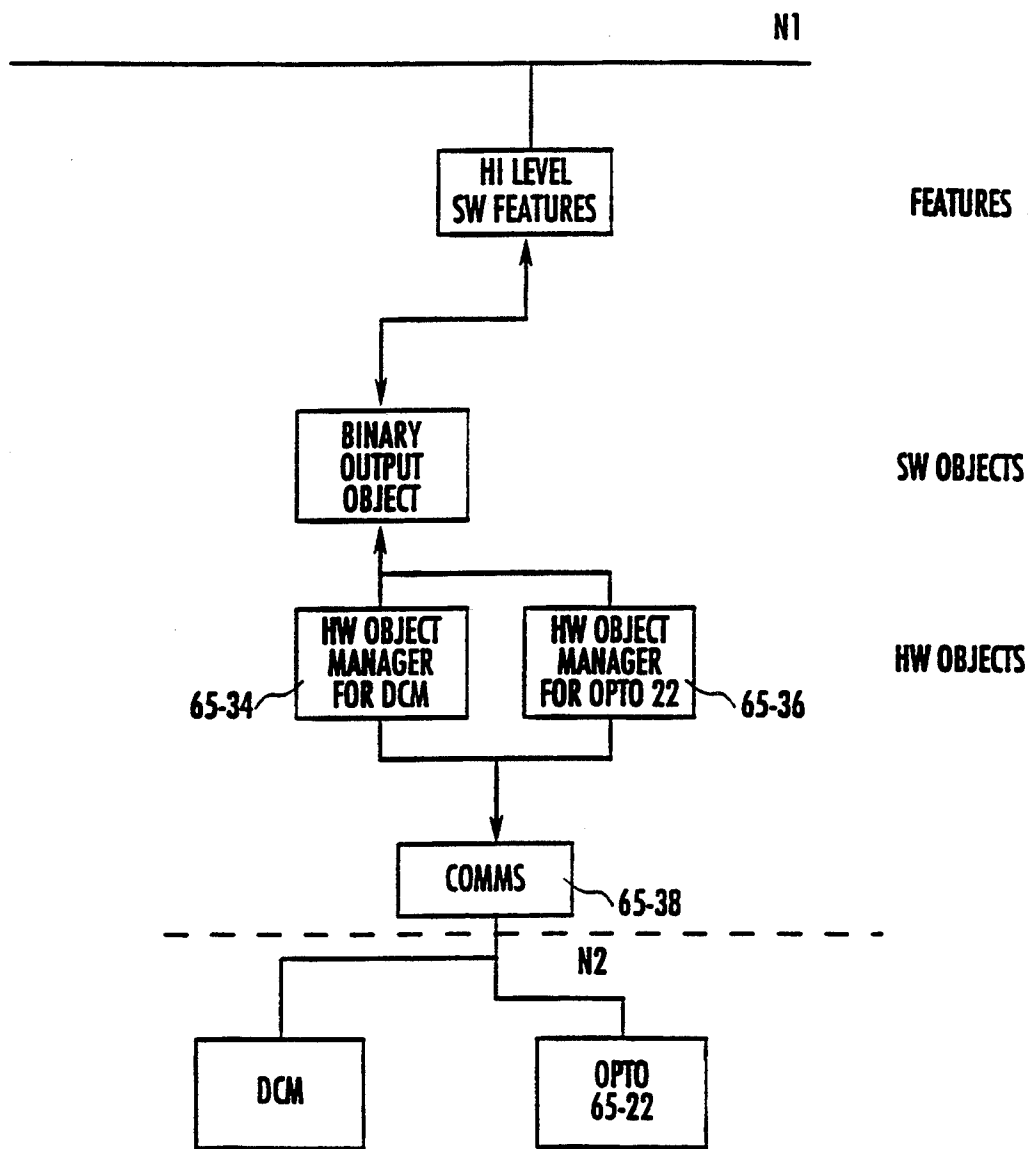 N1
HI LEVEL
SW FEATURES
FEATURES
BINARY
OUTPUT
OBJECT
SW OBJECTS
HW OBJECT
MANAGER
FOR DCM
65-34
HW OBJECT
MANAGER
FOR OPTO 22
65-36
HW OBJECTS
COMMS
65-38
N2
DCM
OPTO
65-22